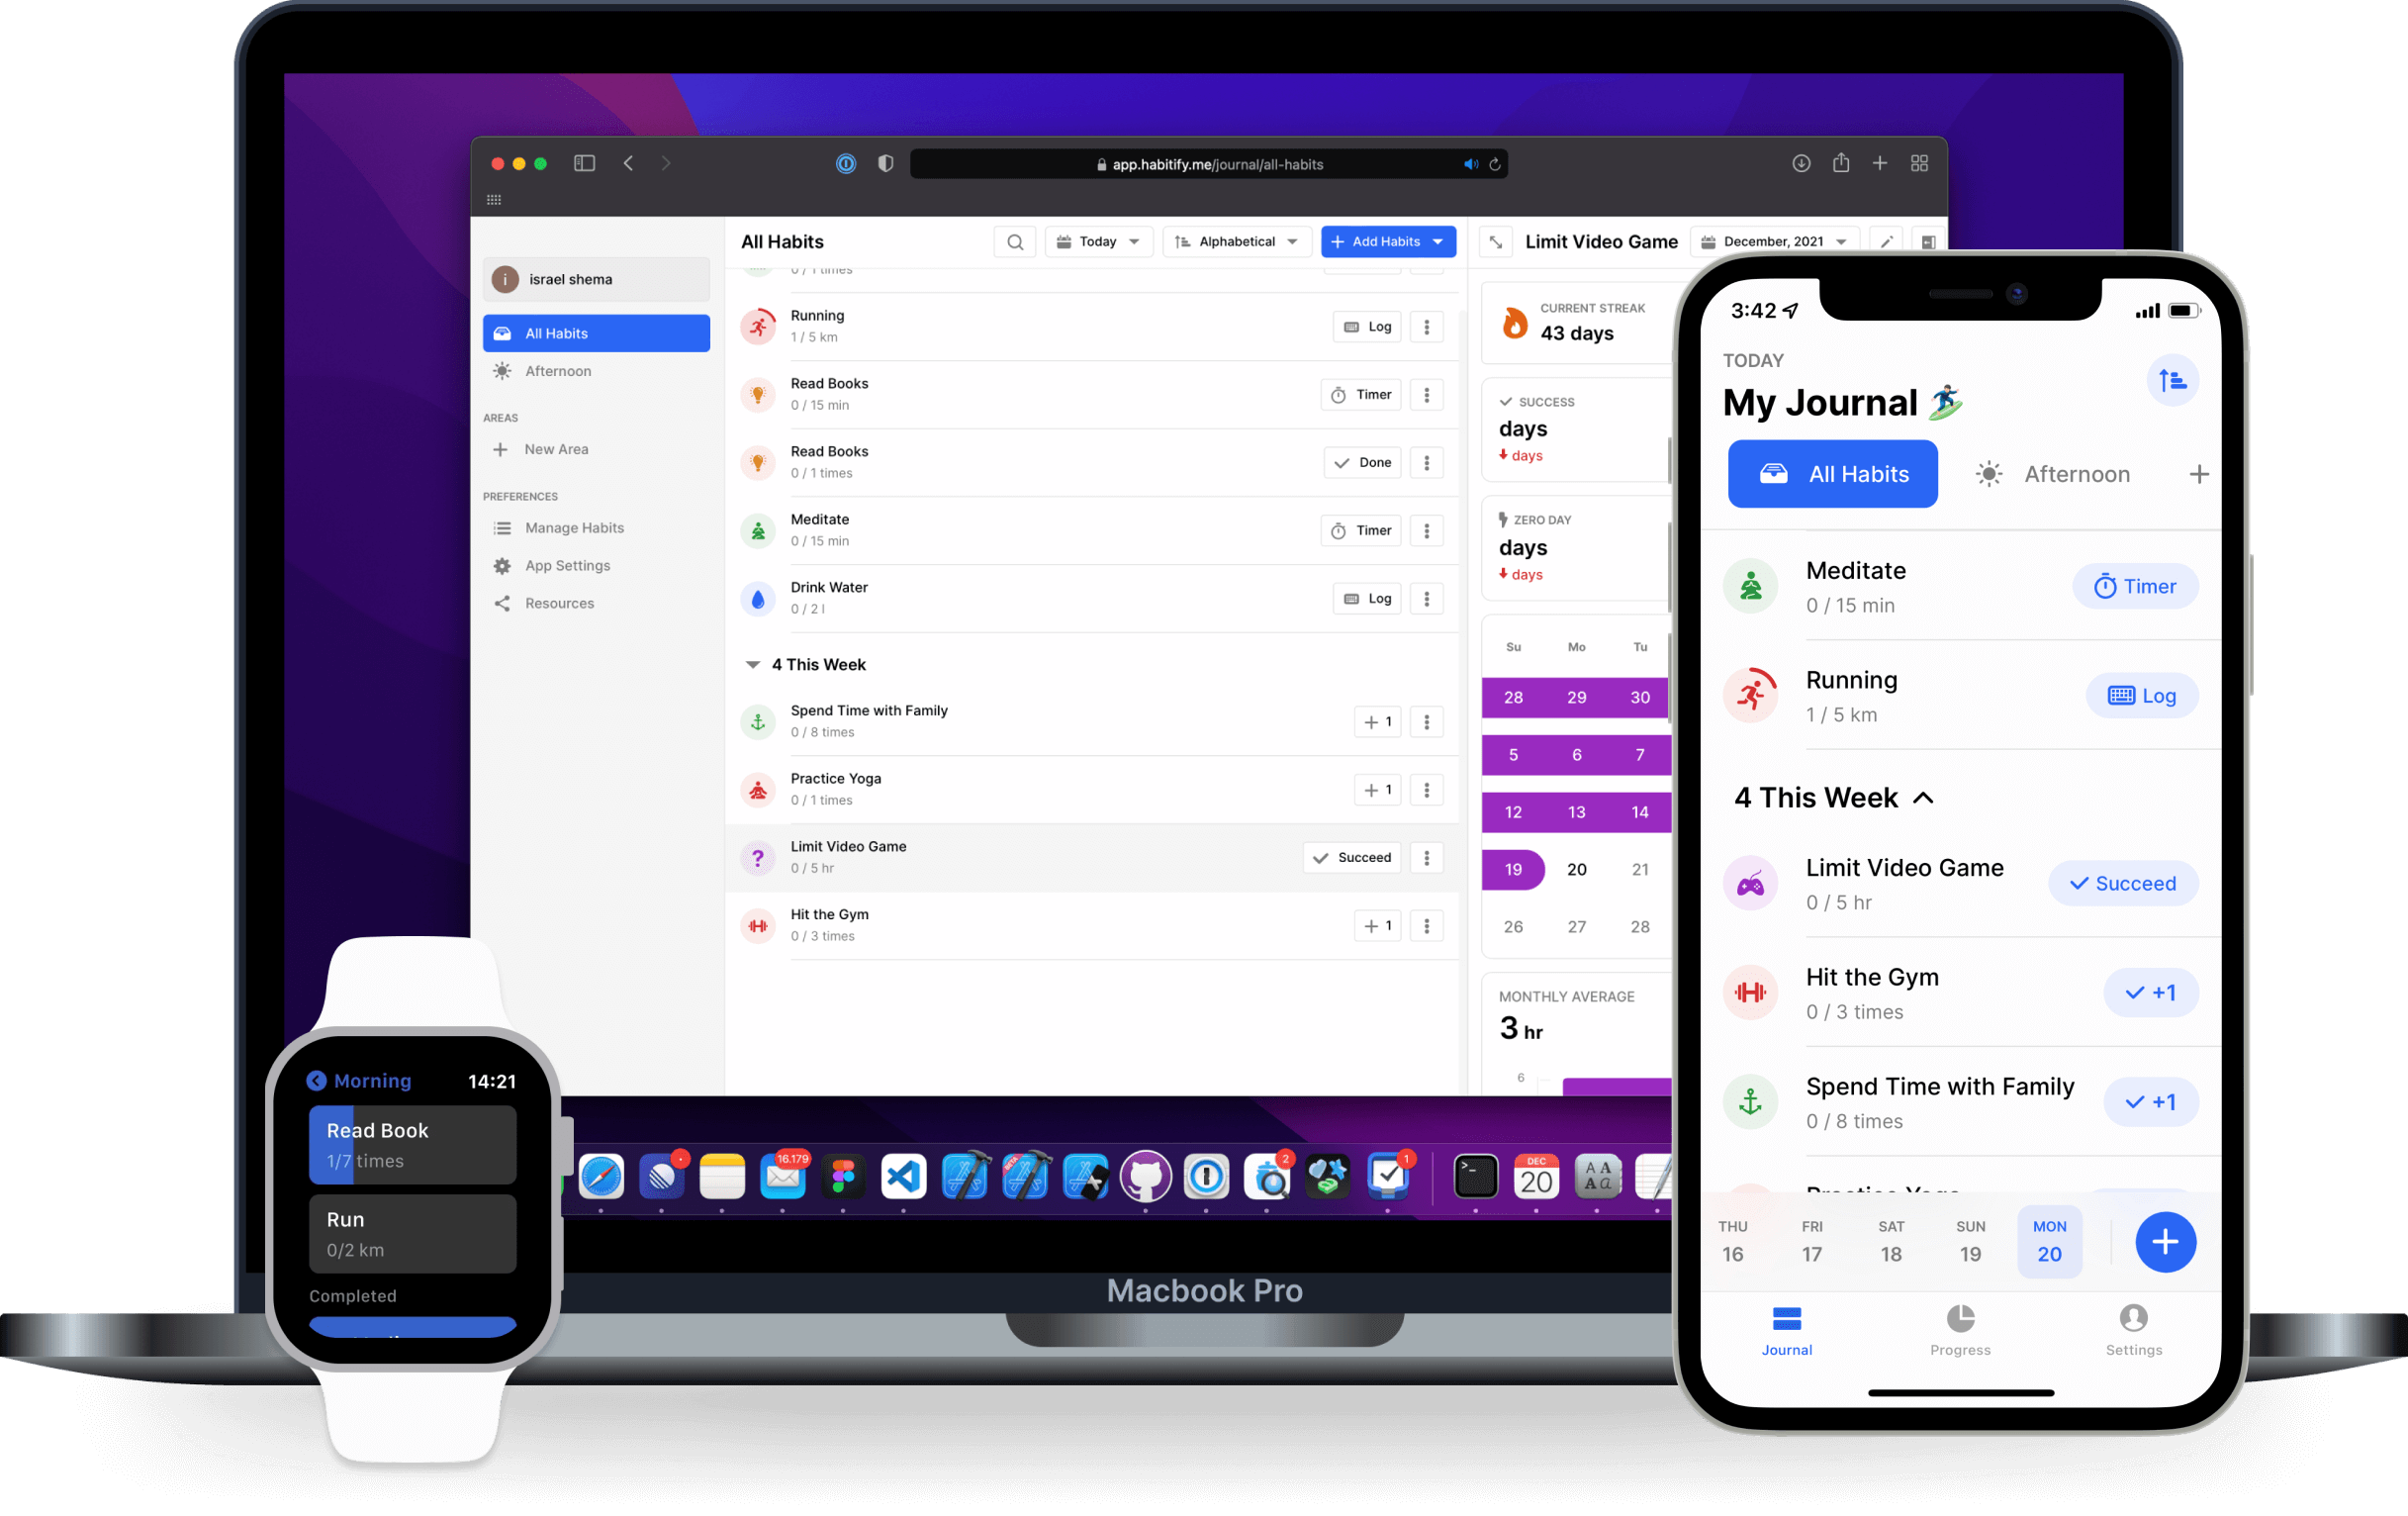 app.habitify.me/journal/all-habits
israel shema
All Habits
Afternoon
AREAS
New Area
PREFERENCES
Manage Habits
App Settings
Resources
All Habits
Today
Alphabetical
Add Habits
0 / 1 times
Running
1 / 5 km
Log
Read Books
0 / 15 min
Timer
Read Books
0 / 1 times
Done
Meditate
0 / 15 min
Timer
Drink Water
0 / 2 l
Log
4 This Week
Spend Time with Family
0 / 8 times
+ 1
Practice Yoga
0 / 1 times
+ 1
Limit Video Game
0 / 5 hr
Succeed
Hit the Gym
0 / 3 times
+ 1
Limit Video Game
December, 2021
CURRENT STREAK
43 days
SUCCESS
days
days
ZERO DAY
days
days
Su Mo Tu
28 29 30
5 6 7
12 13 14
19 20 21
26 27 28
MONTHLY AVERAGE
3 hr
6
16.179
2
1
DEC
20
Macbook Pro
Morning 14:21
Read Book
1/7 times
Run
0/2 km
Completed
3:42
TODAY
My Journal
All Habits
Afternoon
Meditate
0 / 15 min
Timer
Running
1 / 5 km
Log
4 This Week
Limit Video Game
0 / 5 hr
Succeed
Hit the Gym
0 / 3 times
+1
Spend Time with Family
0 / 8 times
+1
THU FRI SAT SUN MON
16 17 18 19 20
Journal Progress Settings